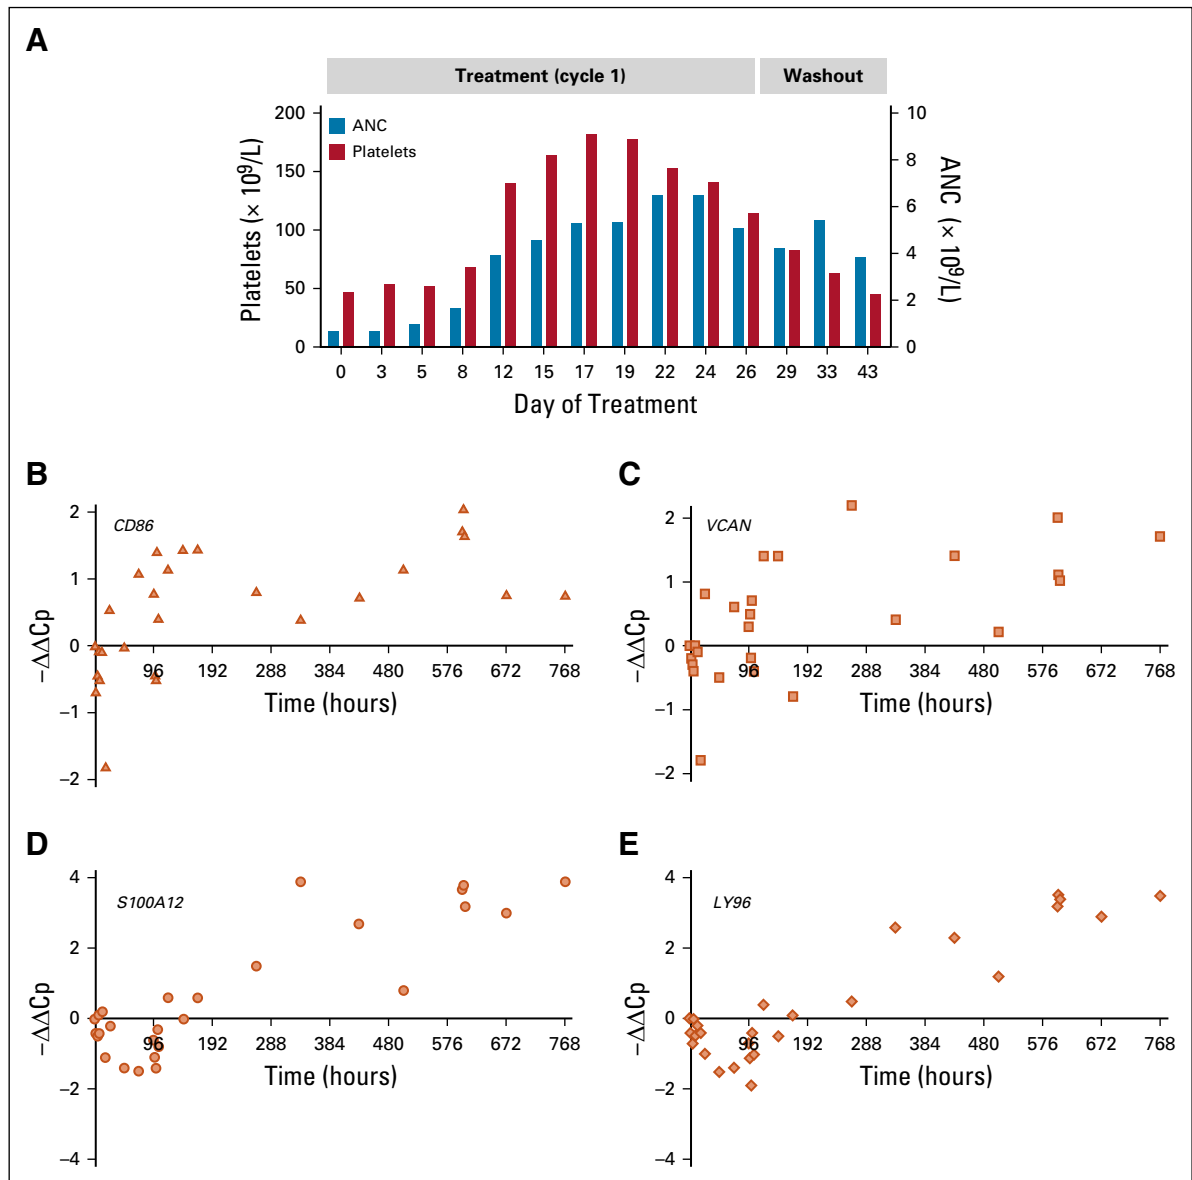 A
Treatment (cycle 1) Washout
ANC
Platelets
Platelets (× 10⁹/L)
200
150
100
50
0
10
8
6
4
2
0
ANC (× 10⁹/L)
0 3 5 8 12 15 17 19 22 24 26 29 33 43
Day of Treatment
B
CD86
−ΔΔCp
2
1
0
−1
−2
96 192 288 384 480 576 672 768
Time (hours)
C
VCAN
−ΔΔCp
2
1
0
−1
−2
96 192 288 384 480 576 672 768
Time (hours)
D
S100A12
−ΔΔCp
4
2
0
−2
−4
96 192 288 384 480 576 672 768
Time (hours)
E
LY96
−ΔΔCp
4
2
0
−2
−4
96 192 288 384 480 576 672 768
Time (hours)